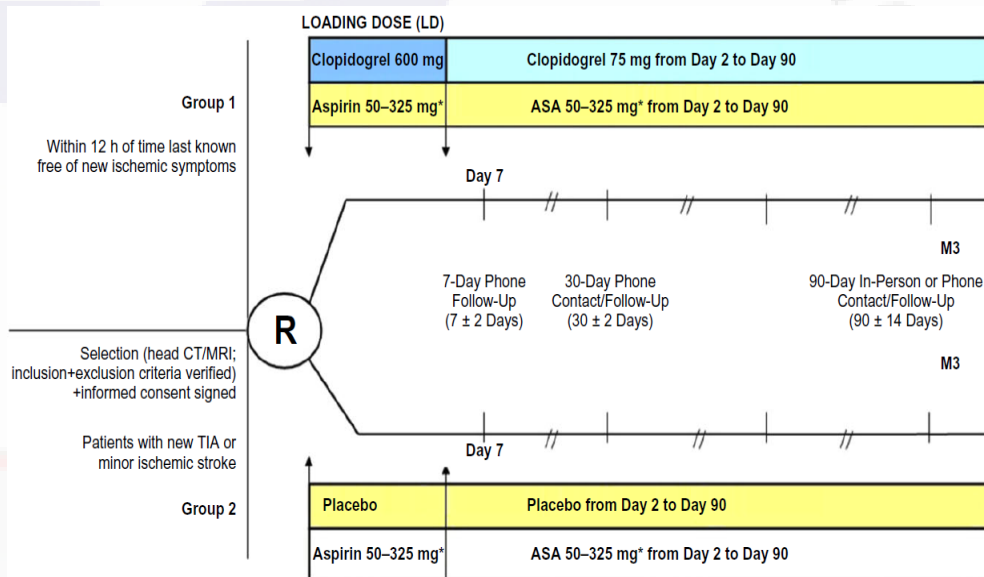 LOADING DOSE (LD)
Clopidogrel 600 mg
Clopidogrel 75 mg from Day 2 to Day 90
Group 1
Aspirin 50–325 mg*
ASA 50–325 mg* from Day 2 to Day 90
Within 12 h of time last known
free of new ischemic symptoms
Day 7
M3
7-Day Phone
Follow-Up
(7 ± 2 Days)
30-Day Phone
Contact/Follow-Up
(30 ± 2 Days)
90-Day In-Person or Phone
Contact/Follow-Up
(90 ± 14 Days)
R
Selection (head CT/MRI;
inclusion+exclusion criteria verified)
+informed consent signed
M3
Patients with new TIA or
minor ischemic stroke
Day 7
Group 2
Placebo
Placebo from Day 2 to Day 90
Aspirin 50–325 mg*
ASA 50–325 mg* from Day 2 to Day 90